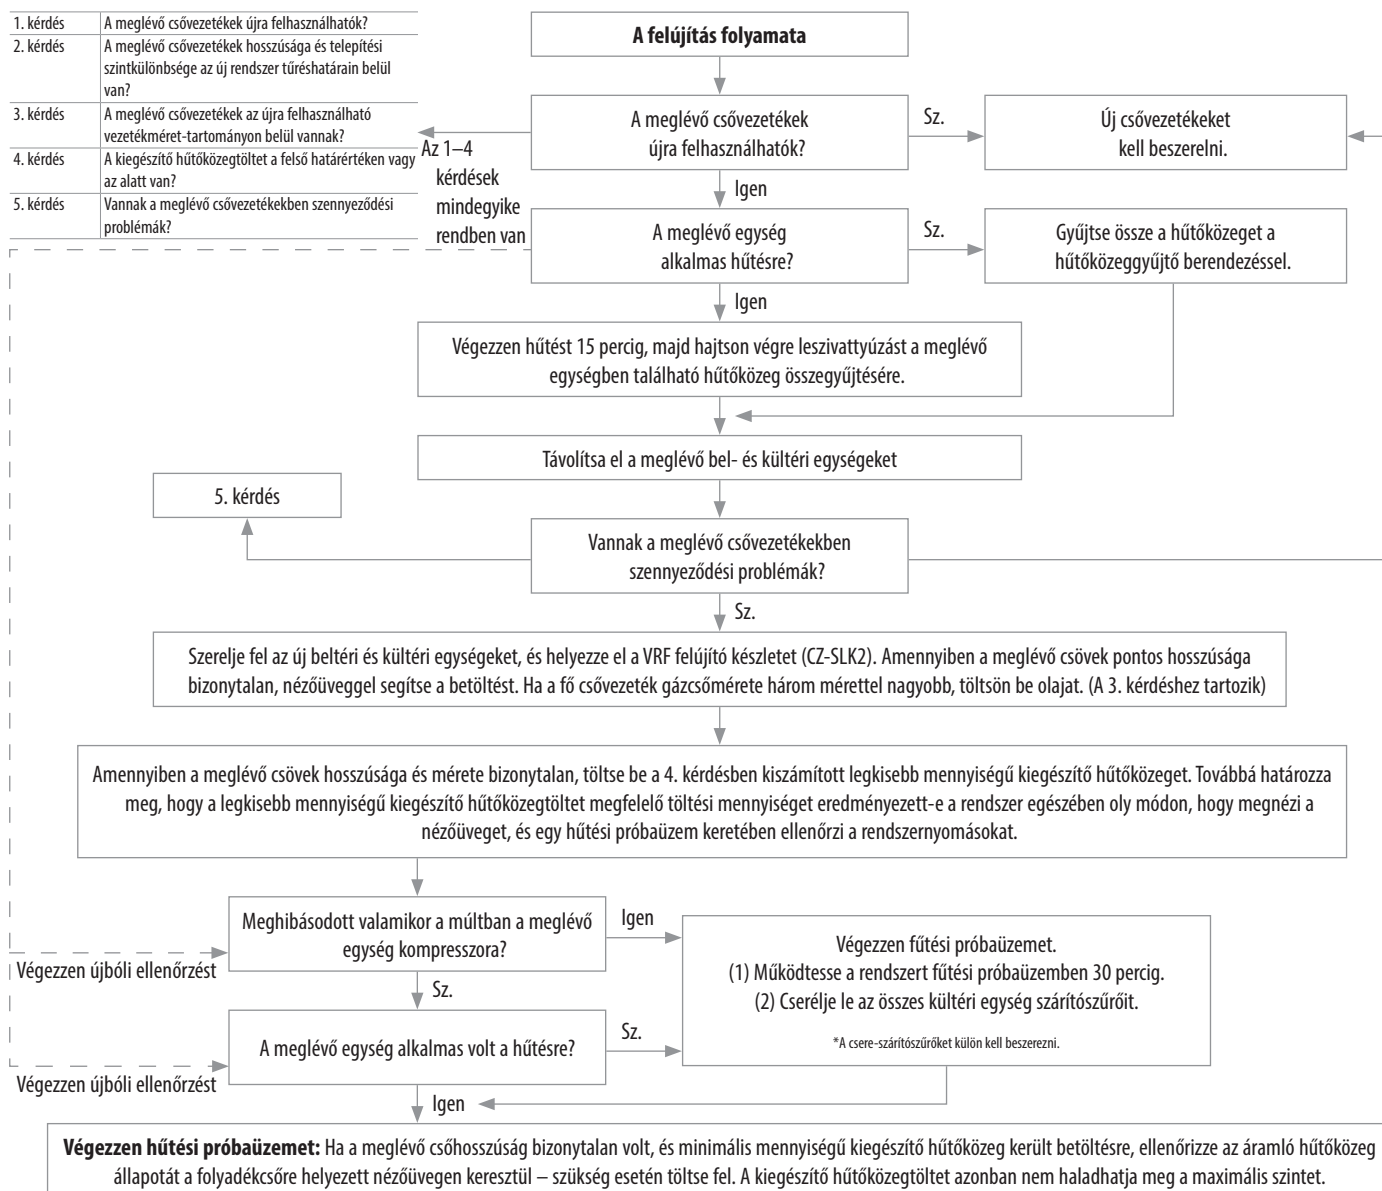 1. kérdés A meglévő csővezetékek újra felhasználhatók?
2. kérdés A meglévő csővezetékek hosszúsága és telepítési
szintkülönbsége az új rendszer tűréshatárain belül
van?
3. kérdés A meglévő csővezetékek az újra felhasználható
vezetékméret-tartományon belül vannak?
4. kérdés A kiegészítő hűtőközegtöltet a felső határértéken vagy
az alatt van?
5. kérdés Vannak a meglévő csővezetékekben szennyeződési
problémák?
A felújítás folyamata
A meglévő csővezetékek
újra felhasználhatók?
Sz.
Új csővezetékeket
kell beszerelni.
Az 1–4
kérdések
mindegyike
rendben van
Igen
A meglévő egység
alkalmas hűtésre?
Sz.
Gyűjtse össze a hűtőközeget a
hűtőközeggyűjtő berendezéssel.
Igen
Végezzen hűtést 15 percig, majd hajtson végre leszivattyúzást a meglévő
egységben található hűtőközeg összegyűjtésére.
Távolítsa el a meglévő bel- és kültéri egységeket
5. kérdés
Vannak a meglévő csővezetékekben
szennyeződési problémák?
Sz.
Szerelje fel az új beltéri és kültéri egységeket, és helyezze el a VRF felújító készletet (CZ-SLK2). Amennyiben a meglévő csövek pontos hosszúsága
bizonytalan, nézőüveggel segítse a betöltést. Ha a fő csővezeték gázcsőmérete három mérettel nagyobb, töltsön be olajat. (A 3. kérdéshez tartozik)
Amennyiben a meglévő csövek hosszúsága és mérete bizonytalan, töltse be a 4. kérdésben kiszámított legkisebb mennyiségű kiegészítő hűtőközeget. Továbbá határozza
meg, hogy a legkisebb mennyiségű kiegészítő hűtőközegtöltet megfelelő töltési mennyiséget eredményezett-e a rendszer egészében oly módon, hogy megnézi a
nézőüveget, és egy hűtési próbaüzem keretében ellenőrzi a rendszernyomásokat.
Meghibásodott valamikor a múltban a meglévő
egység kompresszora?
Igen
Végezzen fűtési próbaüzemet.
(1) Működtesse a rendszert fűtési próbaüzemben 30 percig.
(2) Cserélje le az összes kültéri egység szárítószűrőit.
*A csere-szárítószűrőket külön kell beszerezni.
Végezzen újbóli ellenőrzést
Sz.
A meglévő egység alkalmas volt a hűtésre?
Sz.
Végezzen újbóli ellenőrzést
Igen
Végezzen hűtési próbaüzemet: Ha a meglévő csőhosszúság bizonytalan volt, és minimális mennyiségű kiegészítő hűtőközeg került betöltésre, ellenőrizze az áramló hűtőközeg
állapotát a folyadékcsőre helyezett nézőüvegen keresztül – szükség esetén töltse fel. A kiegészítő hűtőközegtöltet azonban nem haladhatja meg a maximális szintet.